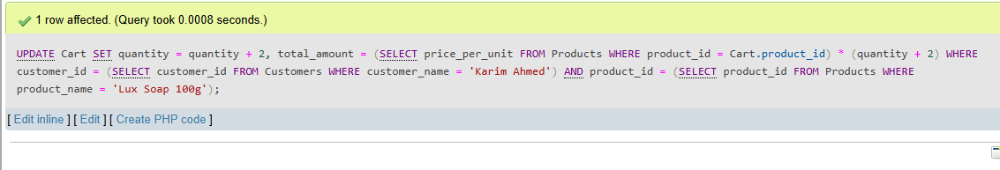 1 row affected. (Query took 0.0008 seconds.)
UPDATE Cart SET quantity = quantity + 2, total_amount = (SELECT price_per_unit FROM Products WHERE product_id = Cart.product_id) * (quantity + 2) WHERE
customer_id = (SELECT customer_id FROM Customers WHERE customer_name = 'Karim Ahmed') AND product_id = (SELECT product_id FROM Products WHERE
product_name = 'Lux Soap 100g');
[ Edit inline ] [ Edit ] [ Create PHP code ]